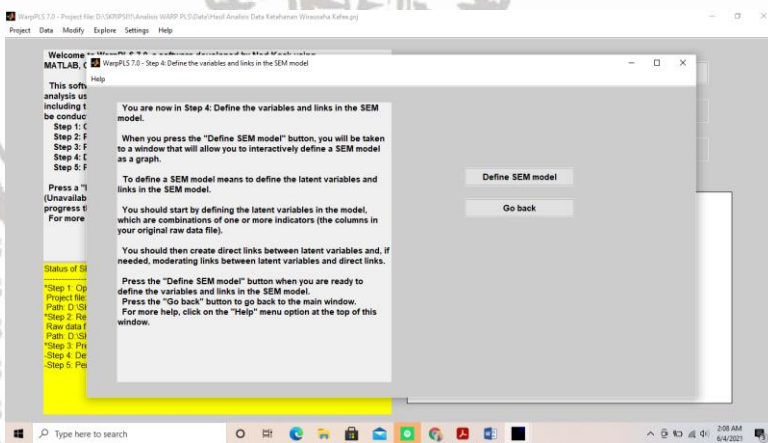 WarpPLS 7.0 - Project file: D:\SKRIPSI01\Analisis WARP PLS\Data\Hasil Analisis Data Ketahanan Wirausaha Kafee.prj
Project Data Modify Explore Settings Help
Welcome to WarpPLS 7.0, a software developed by Ned Kock using
MATLAB, C
This softw
analysis us
including t
be conduc
Step 1: O
Step 2: F
Step 3: F
Step 4: D
Step 5: P
Press a "
(Unavailab
progress t
For more
Status of S
*Step 1: Op
Project file
Path: D:\S
*Step 2: Re
Raw data f
Path: D:\S
*Step 3: Pre
-Step 4: De
-Step 5: Pe
WarpPLS 7.0 - Step 4: Define the variables and links in the SEM model
Help
You are now in Step 4: Define the variables and links in the SEM
model.
When you press the "Define SEM model" button, you will be taken
to a window that will allow you to interactively define a SEM model
as a graph.
To define a SEM model means to define the latent variables and
links in the SEM model.
You should start by defining the latent variables in the model,
which are combinations of one or more indicators (the columns in
your original raw data file).
You should then create direct links between latent variables and, if
needed, moderating links between latent variables and direct links.
Press the "Define SEM model" button when you are ready to
define the variables and links in the SEM model.
Press the "Go back" button to go back to the main window.
For more help, click on the "Help" menu option at the top of this
window.
Define SEM model
Go back
Type here to search
2:08 AM
6/4/2021